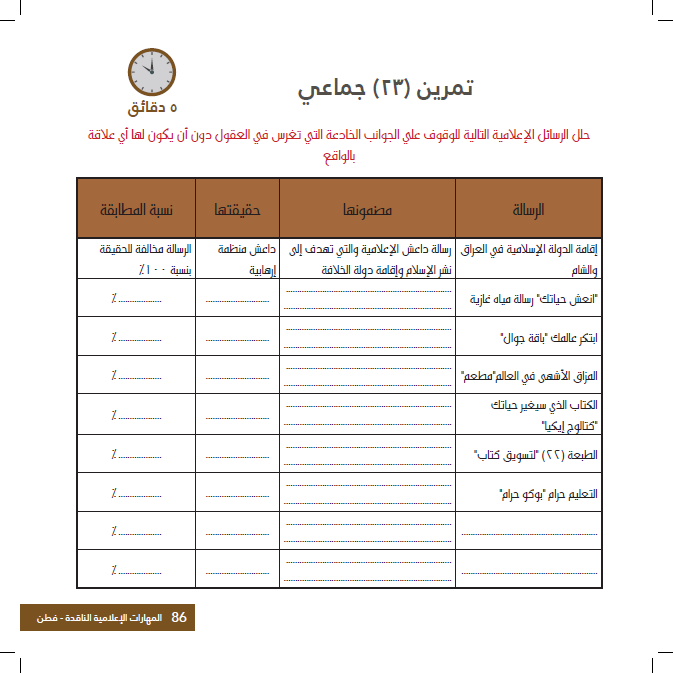 ٥ دقائق
تمرين (٢٣) جماعي
حلل الرسائل الإعلامية التالية للوقوف علي الجوانب الخادعة التي تغرس في العقول دون أن يكون لها أي علاقة
بالواقع
الرسالة مضمونها حقيقتها نسبة المطابقة
إقامة الدولة الإسلامية في العراق رسالة داعش الإعلامية والتي تهدف إلى داعش منظمة الرسالة مخالفة للحقيقة
والشام نشر الإسلام وإقامة دولة الخلافة إرهابية بنسبة ١٠٠٪
"انعش حياتك" رسالة مياه غازية ٪
ابتكر عالمك "باقة جوال" ٪
المزاق الأشهى في العالم"مطعم" ٪
الكتاب الذي سيغير حياتك
"كتالوج إيكيا" ٪
الطبعة (٢٢) "لتسويق كتاب" ٪
التعليم حرام "بوكو حرام" ٪
٪
٪
86 المهارات الإعلامية الناقدة - فطن